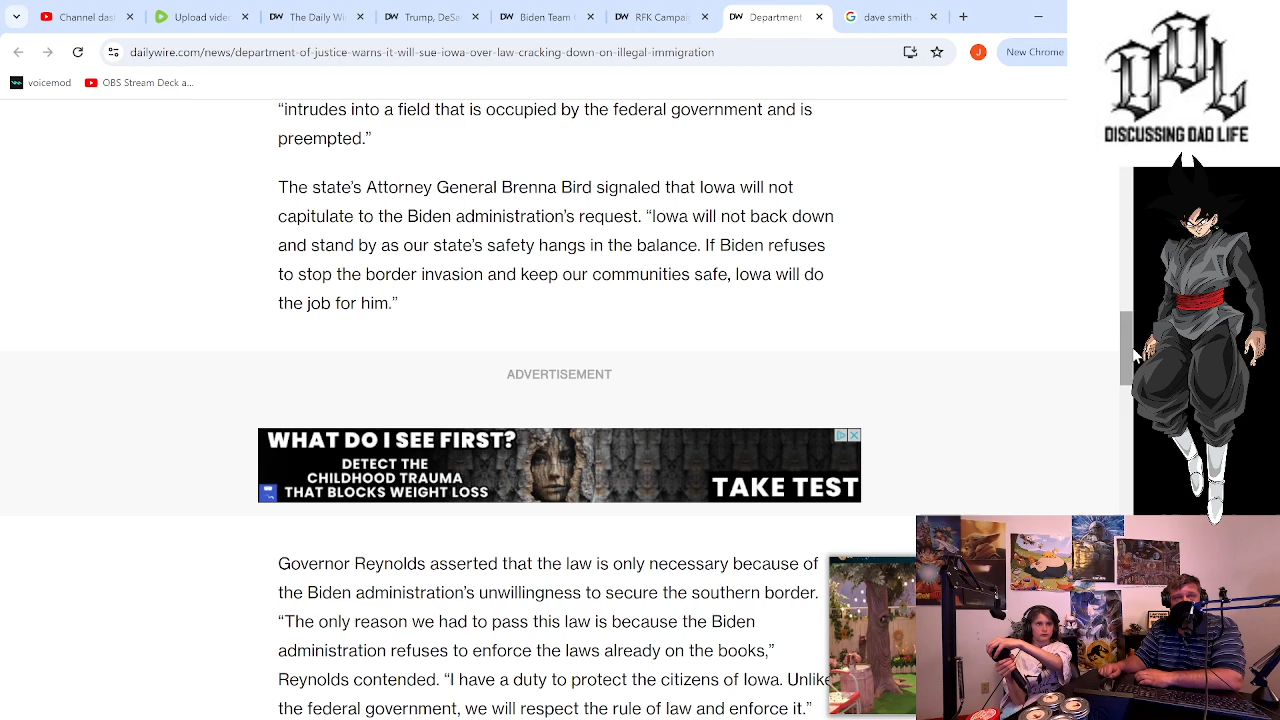 The Daily Wi
Upload video
Trump, DeSa
Biden Team
RFK Campai
Department
dave smith
dailywire.com/news/department-of-justice-warns-it-will-sue-iowa-over-law-cracking-down-on-illegal-immigration
New Chrome
voicemod
OBS Stream Deck a...
DISCUSSING DAD LIFE
“intrudes into a field that is occupied by the federal government and is
preempted.”
The state’s Attorney General Brenna Bird signaled that Iowa will not
capitulate to the Biden administration’s request. “Iowa will not back down
and stand by as our state’s safety hangs in the balance. If Biden refuses
to stop the border invasion and keep our communities safe, Iowa will do
the job for him.”
ADVERTISEMENT
WHAT DO I SEE FIRST?
DETECT THE
CHILDHOOD TRAUMA
THAT BLOCKS WEIGHT LOSS
TAKE TEST
Governor Reynolds asserted that the law is only necessary because of
the Biden administration’s unwillingness to secure the southern border.
“The only reason we had to pass this law is because the Biden
administration refuses to enforce the laws already on the books,”
Reynolds contended. “I have a duty to protect the citizens of Iowa. Unlike
the federal government, we will respect the rule of law and enforce it.”